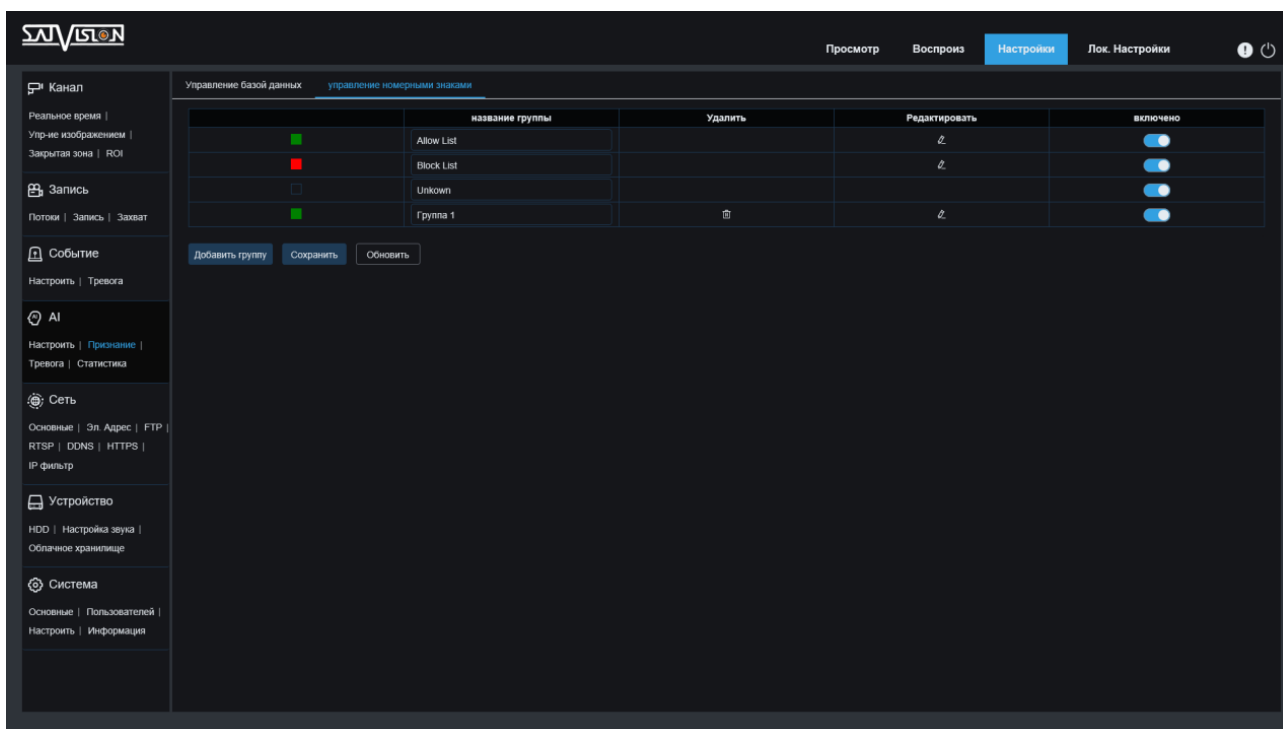 SATVISION
Просмотр Воспроиз Настройки Лок. Настройки
Канал
Реальное время |
Упр-ие изображением |
Закрытая зона | ROI
Запись
Потоки | Запись | Захват
Событие
Настроить | Тревога
AI
Настроить | Признание |
Тревога | Статистика
Сеть
Основные | Эл. Адрес | FTP |
RTSP | DDNS | HTTPS |
IP фильтр
Устройство
HDD | Настройка звука |
Облачное хранилище
Система
Основные | Пользователей |
Настроить | Информация
Управление базой данных управление номерными знаками
название группы Удалить Редактировать включено
Allow List
Block List
Unkown
Группа 1
Добавить группу Сохранить Обновить